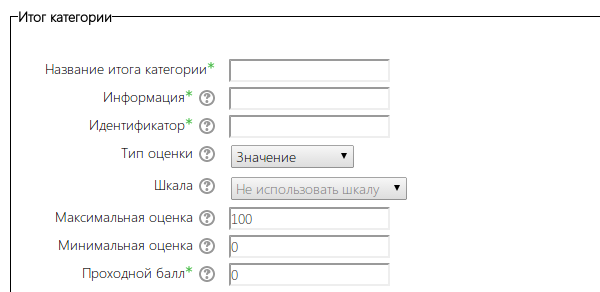 Итог категории
Название итога категории*
Информация* ?
Идентификатор* ?
Тип оценки ? Значение
Шкала ? Не использовать шкалу
Максимальная оценка ? 100
Минимальная оценка ? 0
Проходной балл* ? 0